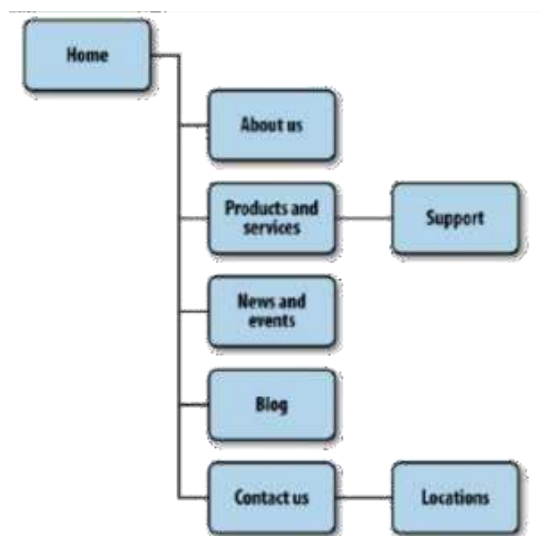 Home
About us
Products and
services
Support
News and
events
Blog
Contact us
Locations